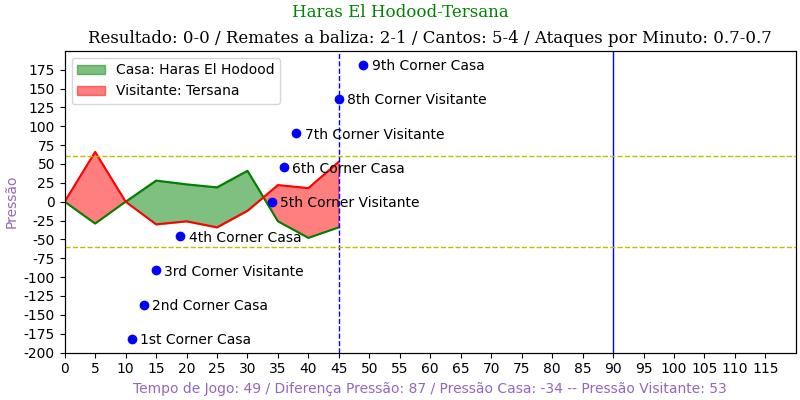 Haras El Hodood-Tersana
Resultado: 0-0 / Remates a baliza: 2-1 / Cantos: 5-4 / Ataques por Minuto: 0.7-0.7
Casa: Haras El Hodood
Visitante: Tersana
9th Corner Casa
8th Corner Visitante
7th Corner Visitante
6th Corner Casa
5th Corner Visitante
4th Corner Casa
3rd Corner Visitante
2nd Corner Casa
1st Corner Casa
Pressão
175
150
125
100
75
50
25
0
-25
-50
-75
-100
-125
-150
-175
-200
0 5 10 15 20 25 30 35 40 45 50 55 60 65 70 75 80 85 90 95 100 105 110 115
Tempo de Jogo: 49 / Diferença Pressão: 87 / Pressão Casa: -34 -- Pressão Visitante: 53